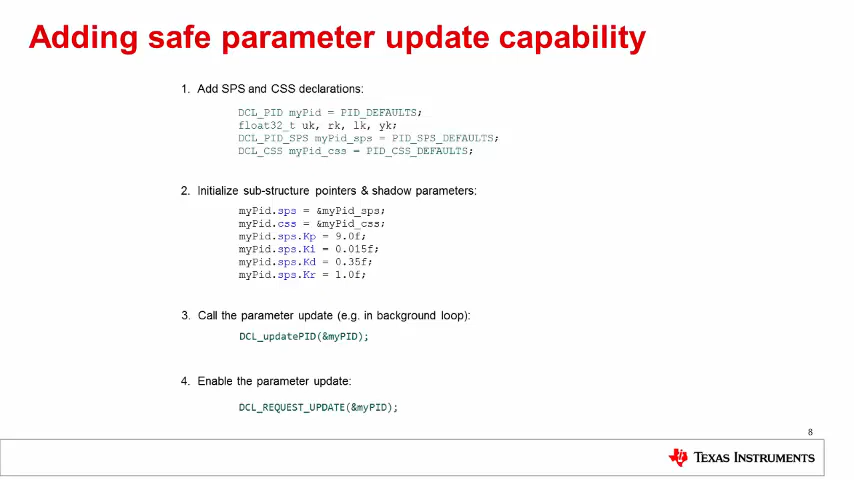 Adding safe parameter update capability
1. Add SPS and CSS declarations:
DCL_PID myPid = PID_DEFAULTS;
float32_t uk, rk, lk, yk;
DCL_PID_SPS myPid_sps = PID_SPS_DEFAULTS;
DCL_CSS myPid_css = PID_CSS_DEFAULTS;
2. Initialize sub-structure pointers & shadow parameters:
myPid.sps = &myPid_sps;
myPid.css = &myPid_css;
myPid.sps.Kp = 9.0f;
myPid.sps.Ki = 0.015f;
myPid.sps.Kd = 0.35f;
myPid.sps.Kr = 1.0f;
3. Call the parameter update (e.g. in background loop):
DCL_updatePID(&myPID);
4. Enable the parameter update:
DCL_REQUEST_UPDATE(&myPID);
8
TEXAS INSTRUMENTS